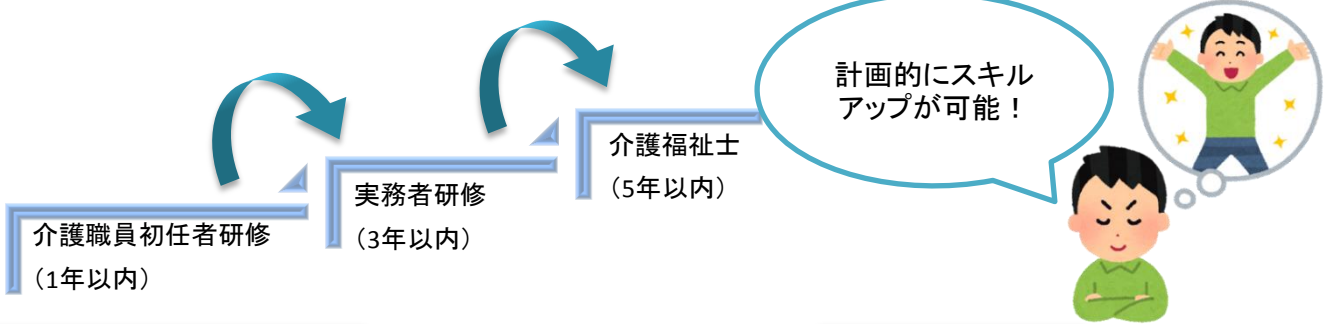 介護職員初任者研修
（1年以内）
実務者研修
（3年以内）
介護福祉士
（5年以内）
計画的にスキル
アップが可能！